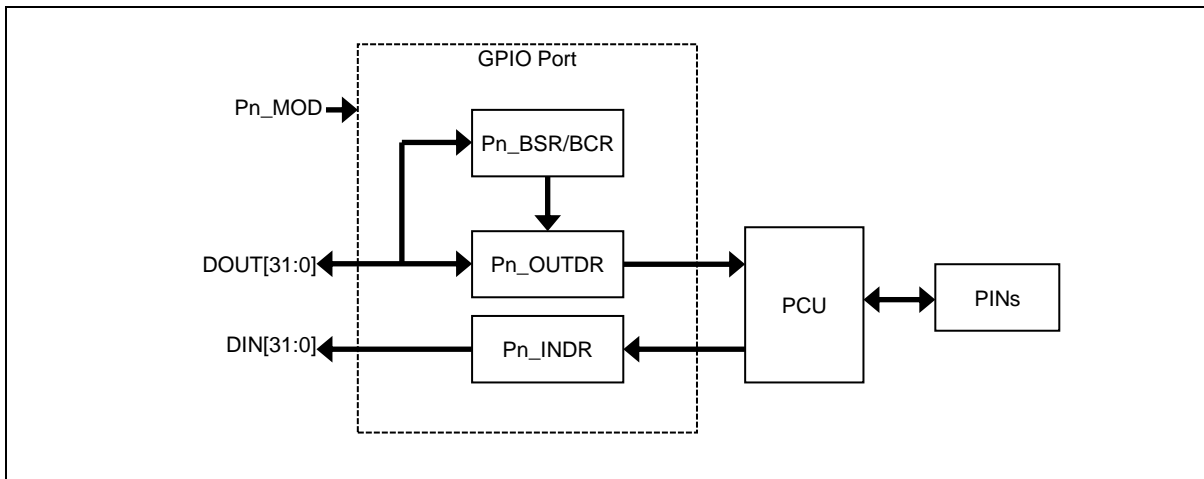 GPIO Port
Pn_MOD
Pn_BSR/BCR
DOUT[31:0]
Pn_OUTDR
PCU
PINs
DIN[31:0]
Pn_INDR